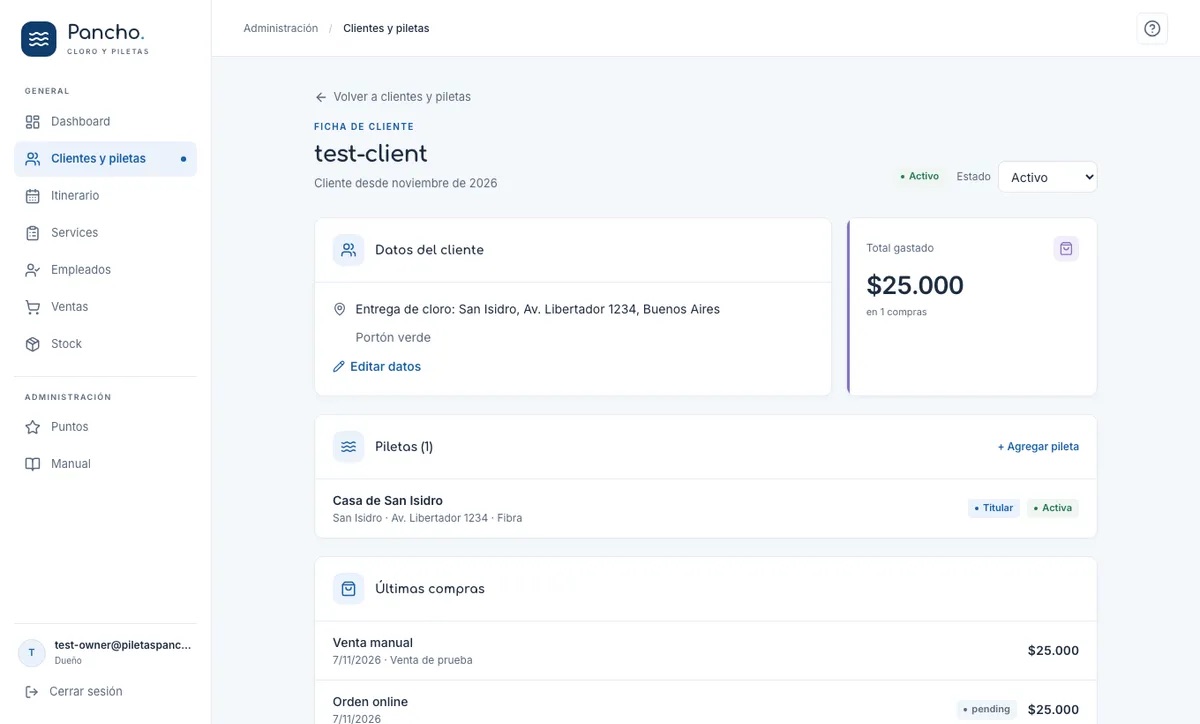 Pancho.
CLORO Y PILETAS
GENERAL
Dashboard
Clientes y piletas
Itinerario
Services
Empleados
Ventas
Stock
ADMINISTRACIÓN
Puntos
Manual
T
test-owner@piletaspanc...
Dueño
Cerrar sesión
Administración / Clientes y piletas
← Volver a clientes y piletas
FICHA DE CLIENTE
test-client
Cliente desde noviembre de 2026
• Activo Estado Activo
Datos del cliente
Entrega de cloro: San Isidro, Av. Libertador 1234, Buenos Aires
Portón verde
Editar datos
Total gastado
$25.000
en 1 compras
Piletas (1)
+ Agregar pileta
Casa de San Isidro
San Isidro · Av. Libertador 1234 · Fibra
• Titular • Activa
Últimas compras
Venta manual
7/11/2026 · Venta de prueba
$25.000
Orden online
7/11/2026
• pending $25.000